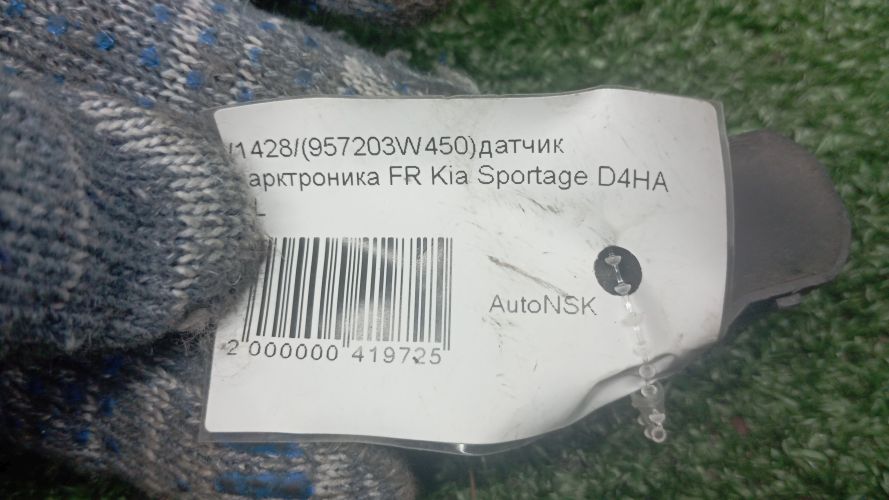 /1428/(957203W450)датчик
арктроника FR Kia Sportage D4HA
L
AutoNSK
2 000000 419725